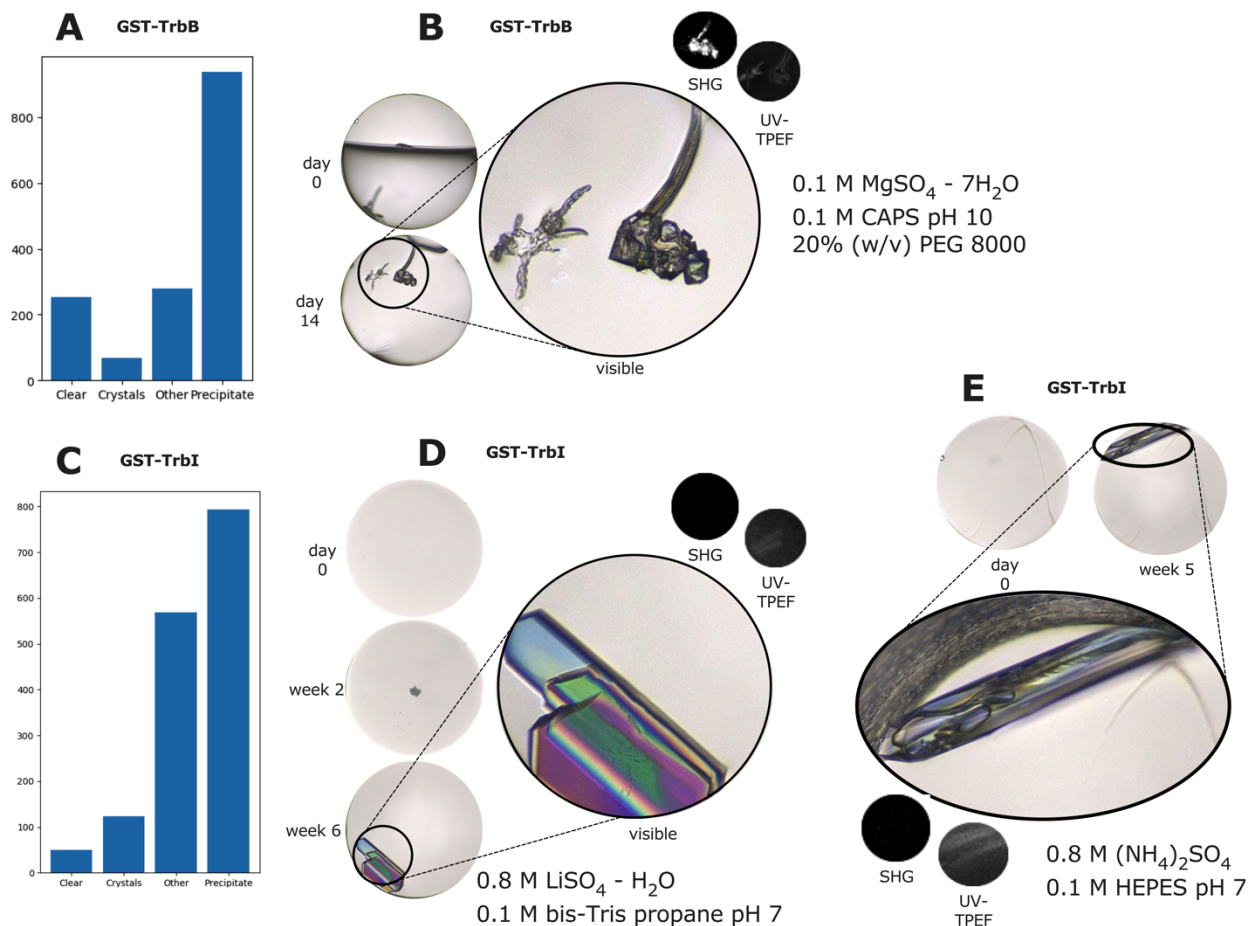 A
GST-TrbB
800
600
400
200
0
Clear
Crystals
Other
Precipitate
B
GST-TrbB
SHG
UV-
TPEF
day
0
day
14
visible
0.1 M MgSO₄ - 7H₂O
0.1 M CAPS pH 10
20% (w/v) PEG 8000
C
GST-TrbI
800
700
600
500
400
300
200
100
0
Clear
Crystals
Other
Precipitate
D
GST-TrbI
SHG
UV-
TPEF
day
0
week 2
week 6
visible
0.8 M LiSO₄ - H₂O
0.1 M bis-Tris propane pH 7
E
GST-TrbI
day
0
week 5
SHG
UV-
TPEF
0.8 M (NH₄)₂SO₄
0.1 M HEPES pH 7